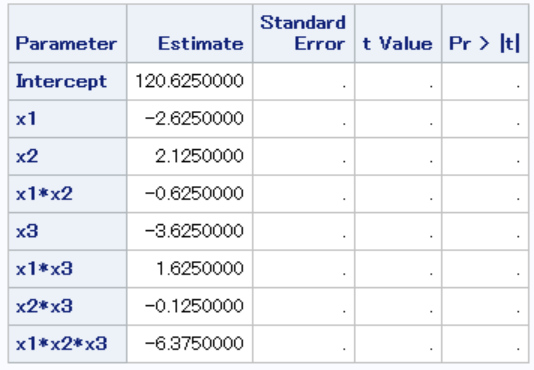 Parameter Estimate Standard Error t Value Pr > |t|
Intercept 120.6250000 . . .
x1 -2.6250000 . . .
x2 2.1250000 . . .
x1*x2 -0.6250000 . . .
x3 -3.6250000 . . .
x1*x3 1.6250000 . . .
x2*x3 -0.1250000 . . .
x1*x2*x3 -6.3750000 . . .